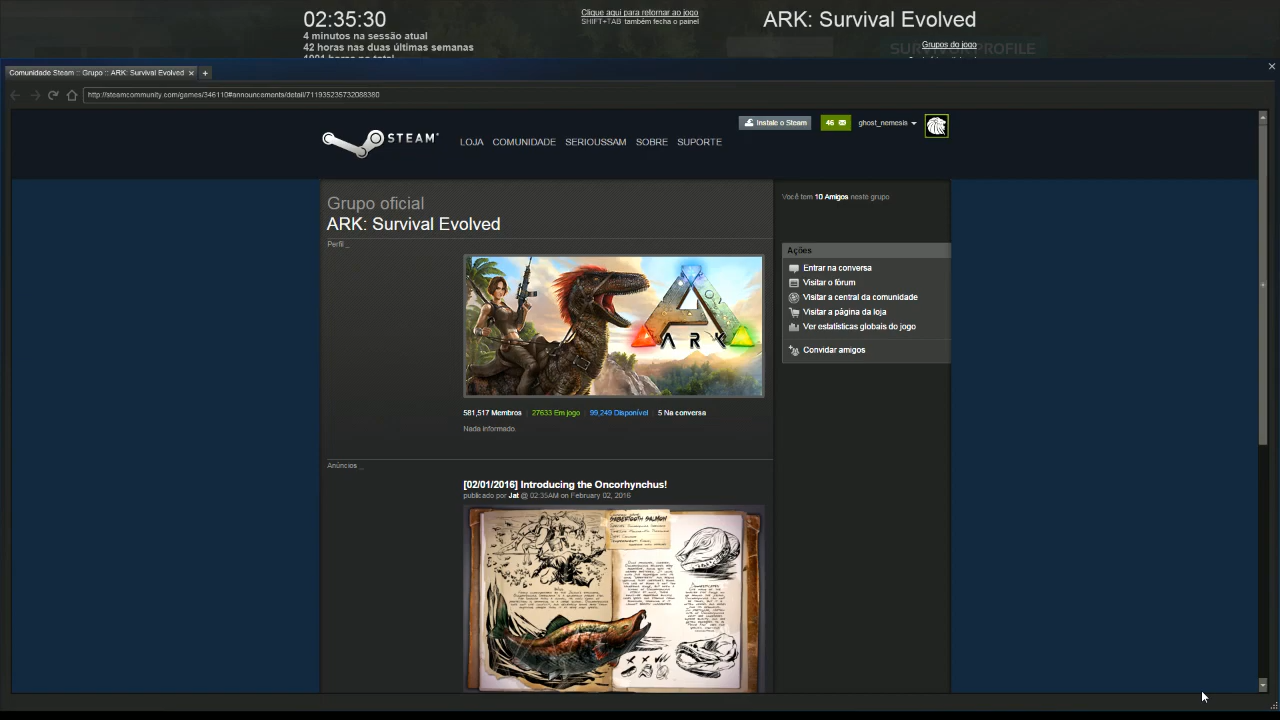 02:35:30
4 minutos na sessão atual
42 horas nas duas últimas semanas
Clique aqui para retornar ao jogo
SHIFT+TAB também fecha o painel
ARK: Survival Evolved
Grupos do jogo
SURVIVOR PROFILE
Comunidade Steam :: Grupo :: ARK: Survival Evolved
http://steamcommunity.com/games/346110#announcements/detail/711935235732088380
Instale o Steam
46
ghost_nemesis
STEAM
LOJA COMUNIDADE SERIOUSSAM SOBRE SUPORTE
Grupo oficial
ARK: Survival Evolved
Perfil _
ARK
581,517 Membros | 27633 Em jogo | 99,249 Disponível | 5 Na conversa
Nada informado
Você tem 10 Amigos neste grupo
Ações
Entrar na conversa
Visitar o fórum
Visitar a central da comunidade
Visitar a página da loja
Ver estatísticas globais do jogo
Convidar amigos
Anúncios _
[02/01/2016] Introducing the Oncorhynchus!
publicado por Jat @ 02:35AM on February 02, 2016
SABERTOOTH SALMON